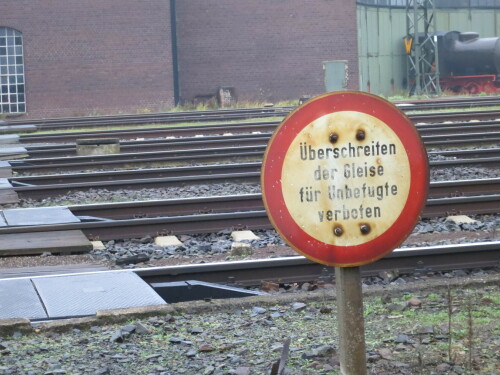 Überschreiten
der Gleise
für Unbefugte
verboten